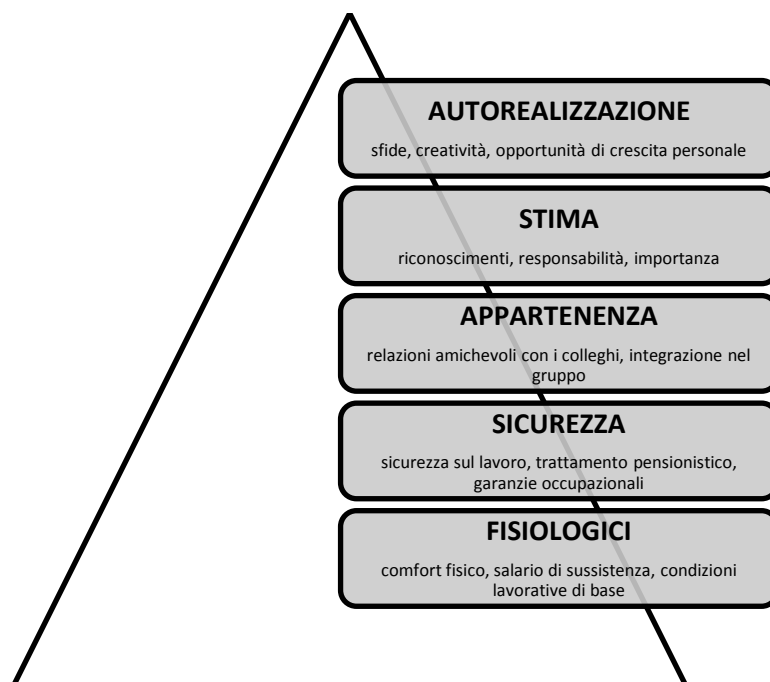 AUTOREALIZZAZIONE
sfide, creatività, opportunità di crescita personale
STIMA
riconoscimenti, responsabilità, importanza
APPARTENENZA
relazioni amichevoli con i colleghi, integrazione nel
gruppo
SICUREZZA
sicurezza sul lavoro, trattamento pensionistico,
garanzie occupazionali
FISIOLOGICI
comfort fisico, salario di sussistenza, condizioni
lavorative di base